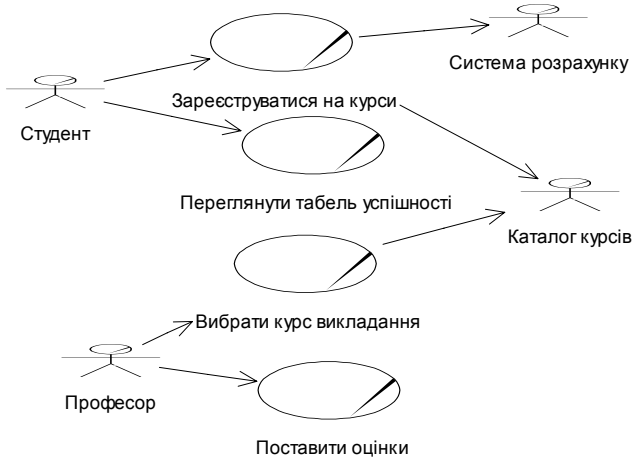 Система розрахунку
Зареєструватися на курси
Студент
Переглянути табель успішності
Каталог курсів
Вибрати курс викладання
Професор
Поставити оцінки